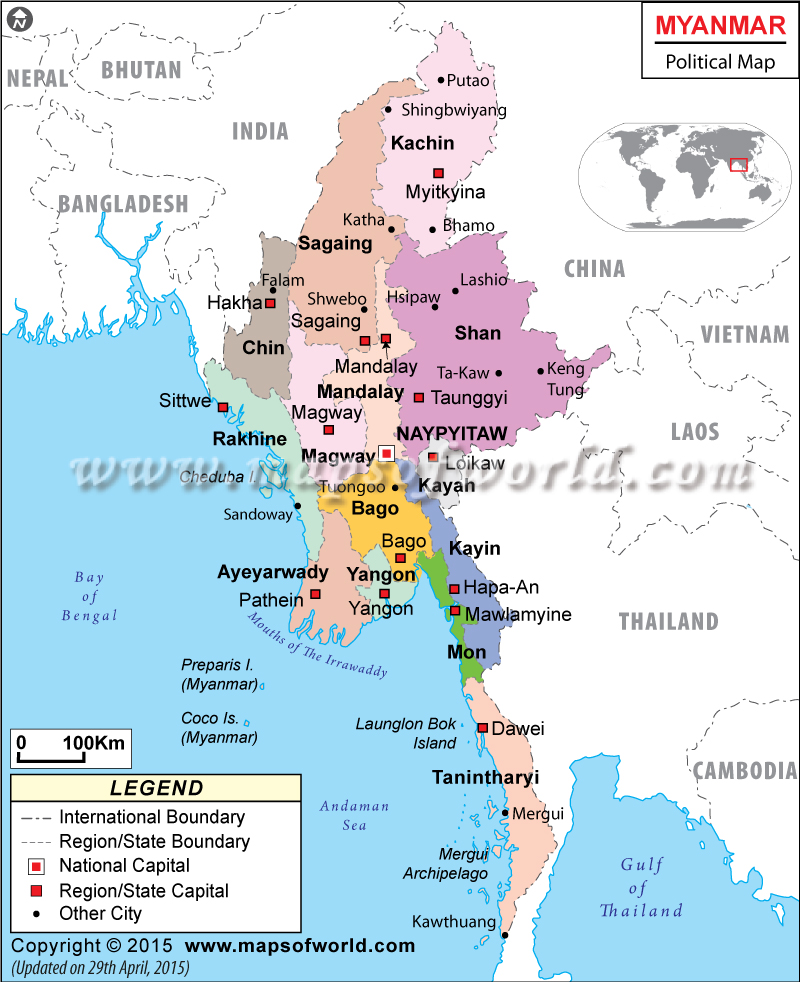 N
MYANMAR
Political Map
NEPAL
BHUTAN
INDIA
BANGLADESH
CHINA
VIETNAM
LAOS
THAILAND
CAMBODIA
Putao
Shingbwiyang
Kachin
Myitkyina
Katha
Bhamo
Sagaing
Falam
Hakha
Shwebo
Sagaing
Chin
Lashio
Hsipaw
Shan
Mandalay
Mandalay
Ta-Kaw
Keng
Tung
Taunggyi
Sittwe
Magway
Rakhine
Magway
NAYPYITAW
Loikaw
Kayah
www.mapsofworld.com
Cheduba I.
Sandoway
Tuongoo
Bago
Bago
Kayin
Ayeyarwady
Pathein
Yangon
Yangon
Hapa-An
Mawlamyine
Mon
Bay
of
Bengal
Mouths of The Irrawaddy
Preparis I.
(Myanmar)
Coco Is.
(Myanmar)
Launglon Bok
Island
Dawei
Tanintharyi
Andaman
Sea
Mergui
Mergui
Archipelago
Kawthuang
Gulf
of
Thailand
0 100Km
LEGEND
International Boundary
Region/State Boundary
National Capital
Region/State Capital
Other City
Copyright © 2015 www.mapsofworld.com
(Updated on 29th April, 2015)